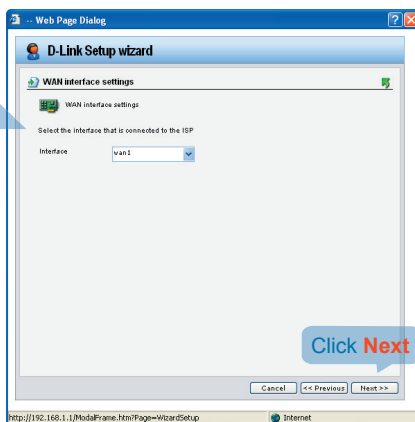 -- Web Page Dialog
D-Link Setup wizard
WAN interface settings
WAN interface settings
Select the interface that is connected to the ISP
Interface wan1
Click Next
Cancel << Previous Next >>
http://192.168.1.1/ModalFrame.htm?Page=WizardSetup Internet